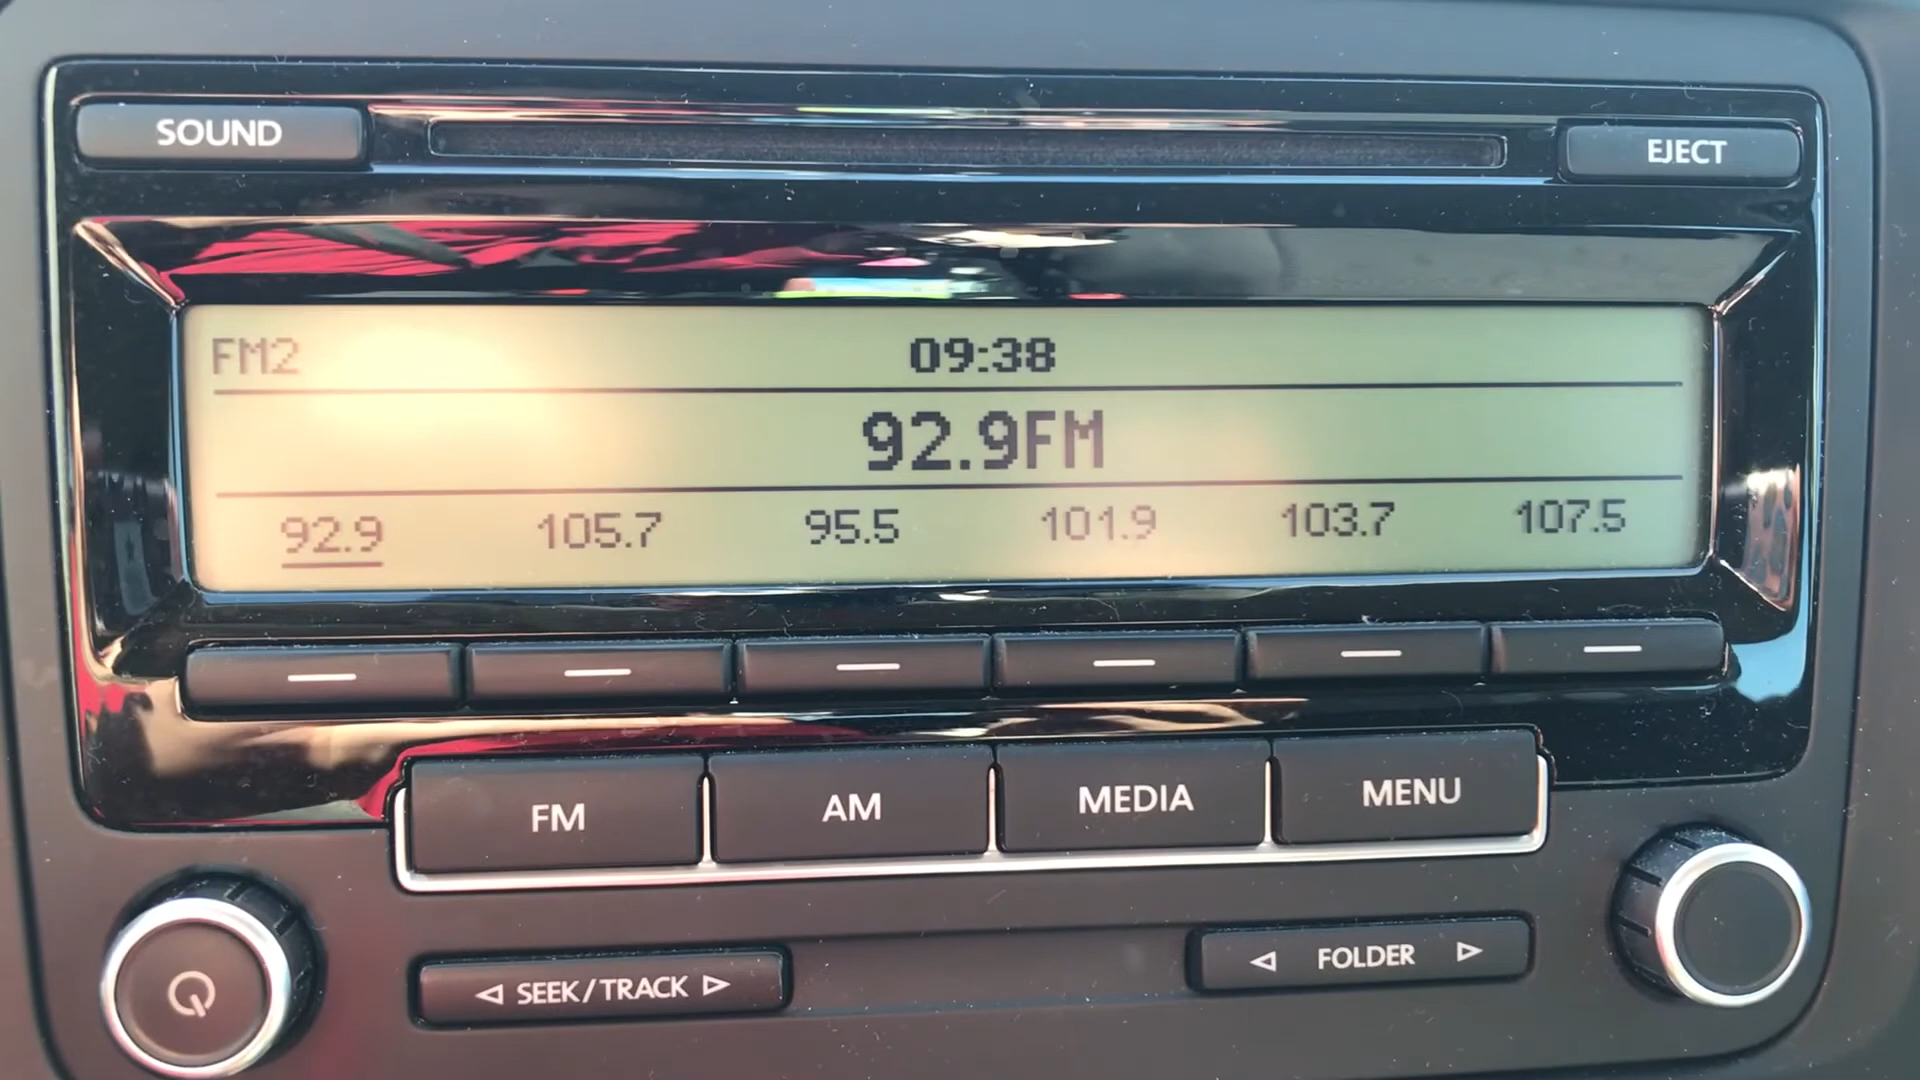 SOUND
EJECT
FM2 09:38
92.9FM
92.9 105.7 95.5 101.9 103.7 107.5
FM AM MEDIA MENU
SEEK/TRACK
FOLDER